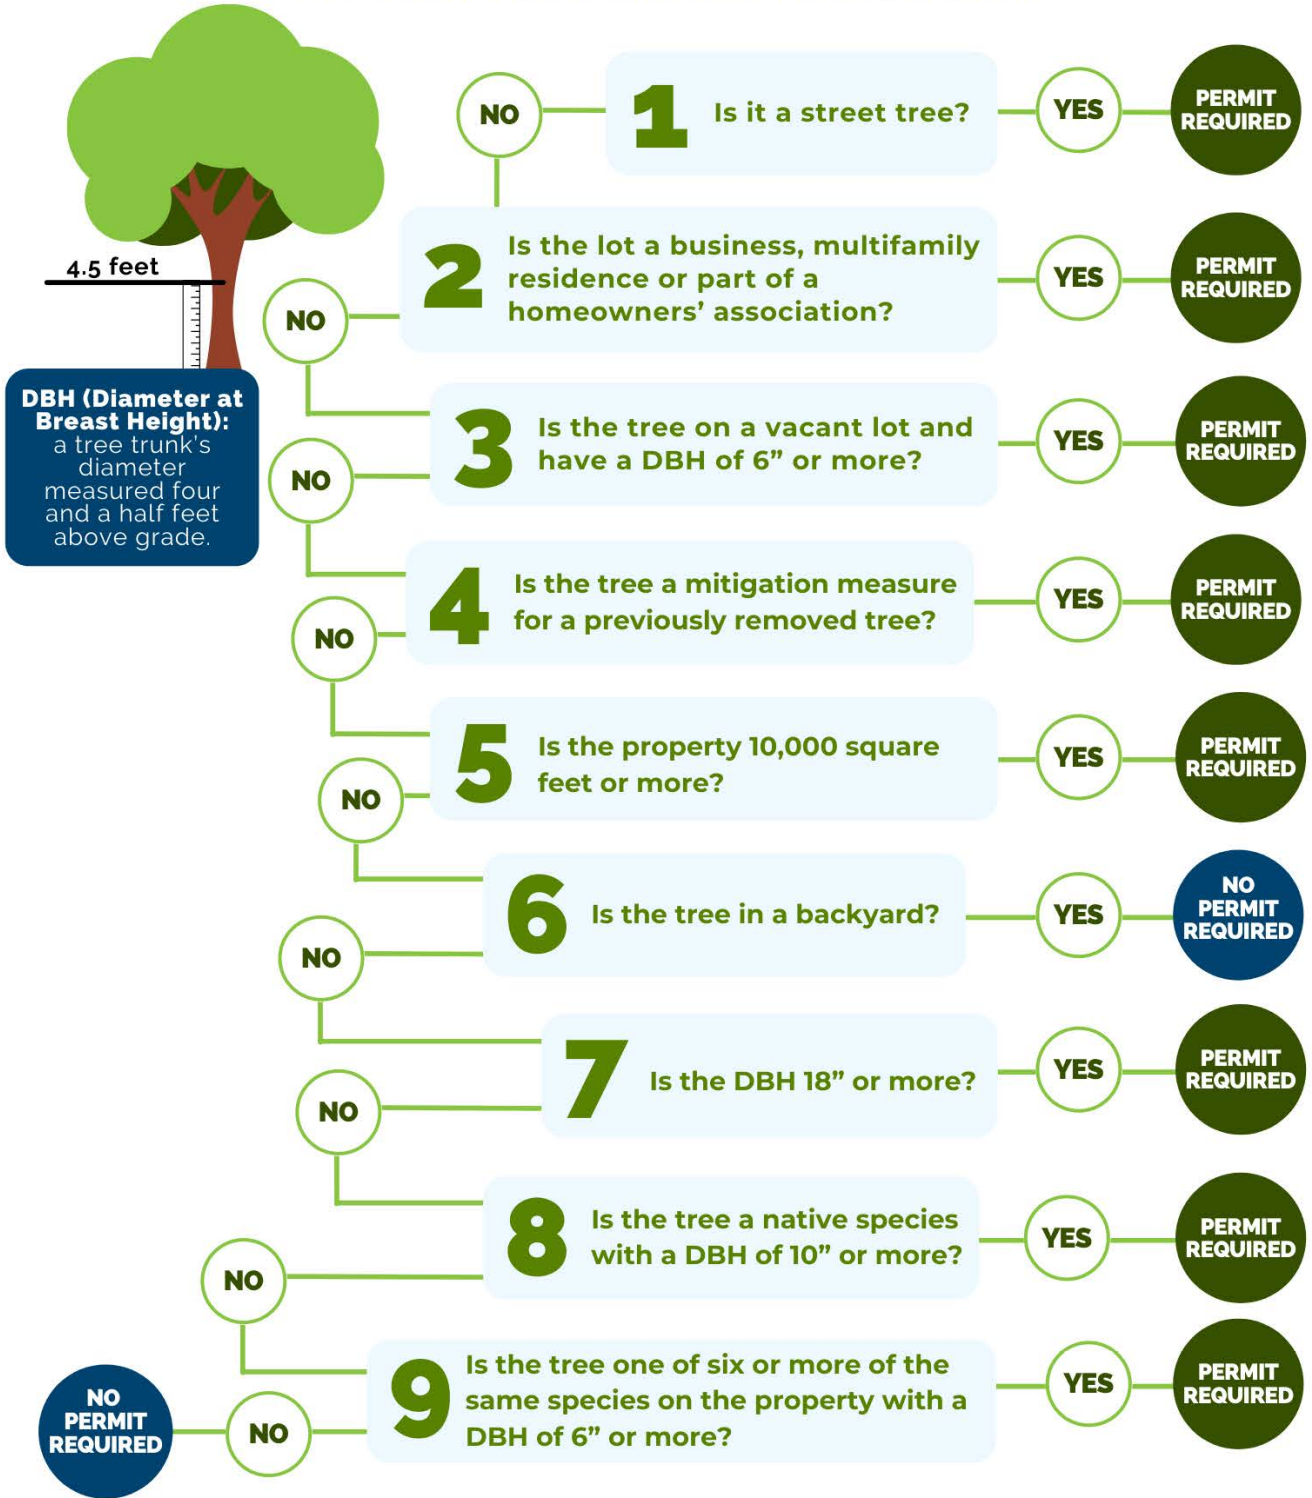 NO
1 Is it a street tree?
YES
PERMIT
REQUIRED
4.5 feet
DBH (Diameter at
Breast Height):
a tree trunk's
diameter
measured four
and a half feet
above grade.
NO
2 Is the lot a business, multifamily
residence or part of a
homeowners’ association?
YES
PERMIT
REQUIRED
NO
3 Is the tree on a vacant lot and
have a DBH of 6” or more?
YES
PERMIT
REQUIRED
NO
4 Is the tree a mitigation measure
for a previously removed tree?
YES
PERMIT
REQUIRED
NO
5 Is the property 10,000 square
feet or more?
YES
PERMIT
REQUIRED
NO
6 Is the tree in a backyard?
YES
NO
PERMIT
REQUIRED
NO
7 Is the DBH 18” or more?
YES
PERMIT
REQUIRED
NO
8 Is the tree a native species
with a DBH of 10” or more?
YES
PERMIT
REQUIRED
NO
9 Is the tree one of six or more of the
same species on the property with a
DBH of 6” or more?
YES
PERMIT
REQUIRED
NO
NO
PERMIT
REQUIRED